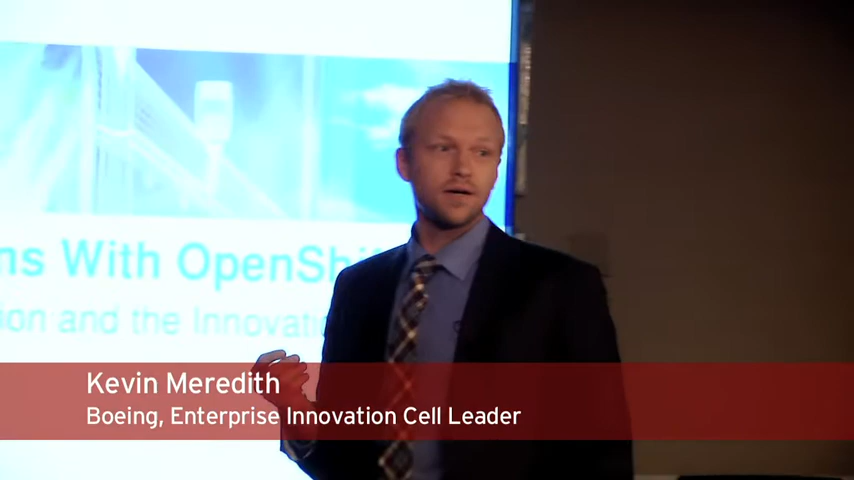 ns With OpenShi
ion and the Innovati
Kevin Meredith
Boeing, Enterprise Innovation Cell Leader